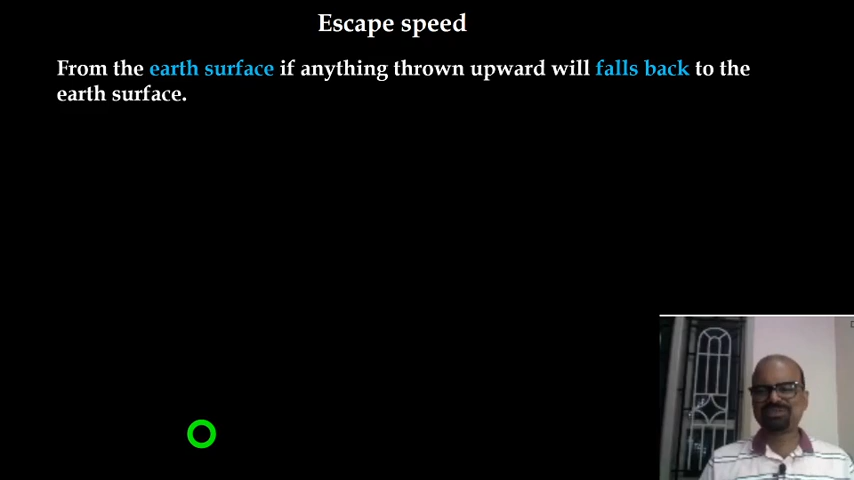 Escape speed
From the earth surface if anything thrown upward will falls back to the
earth surface.